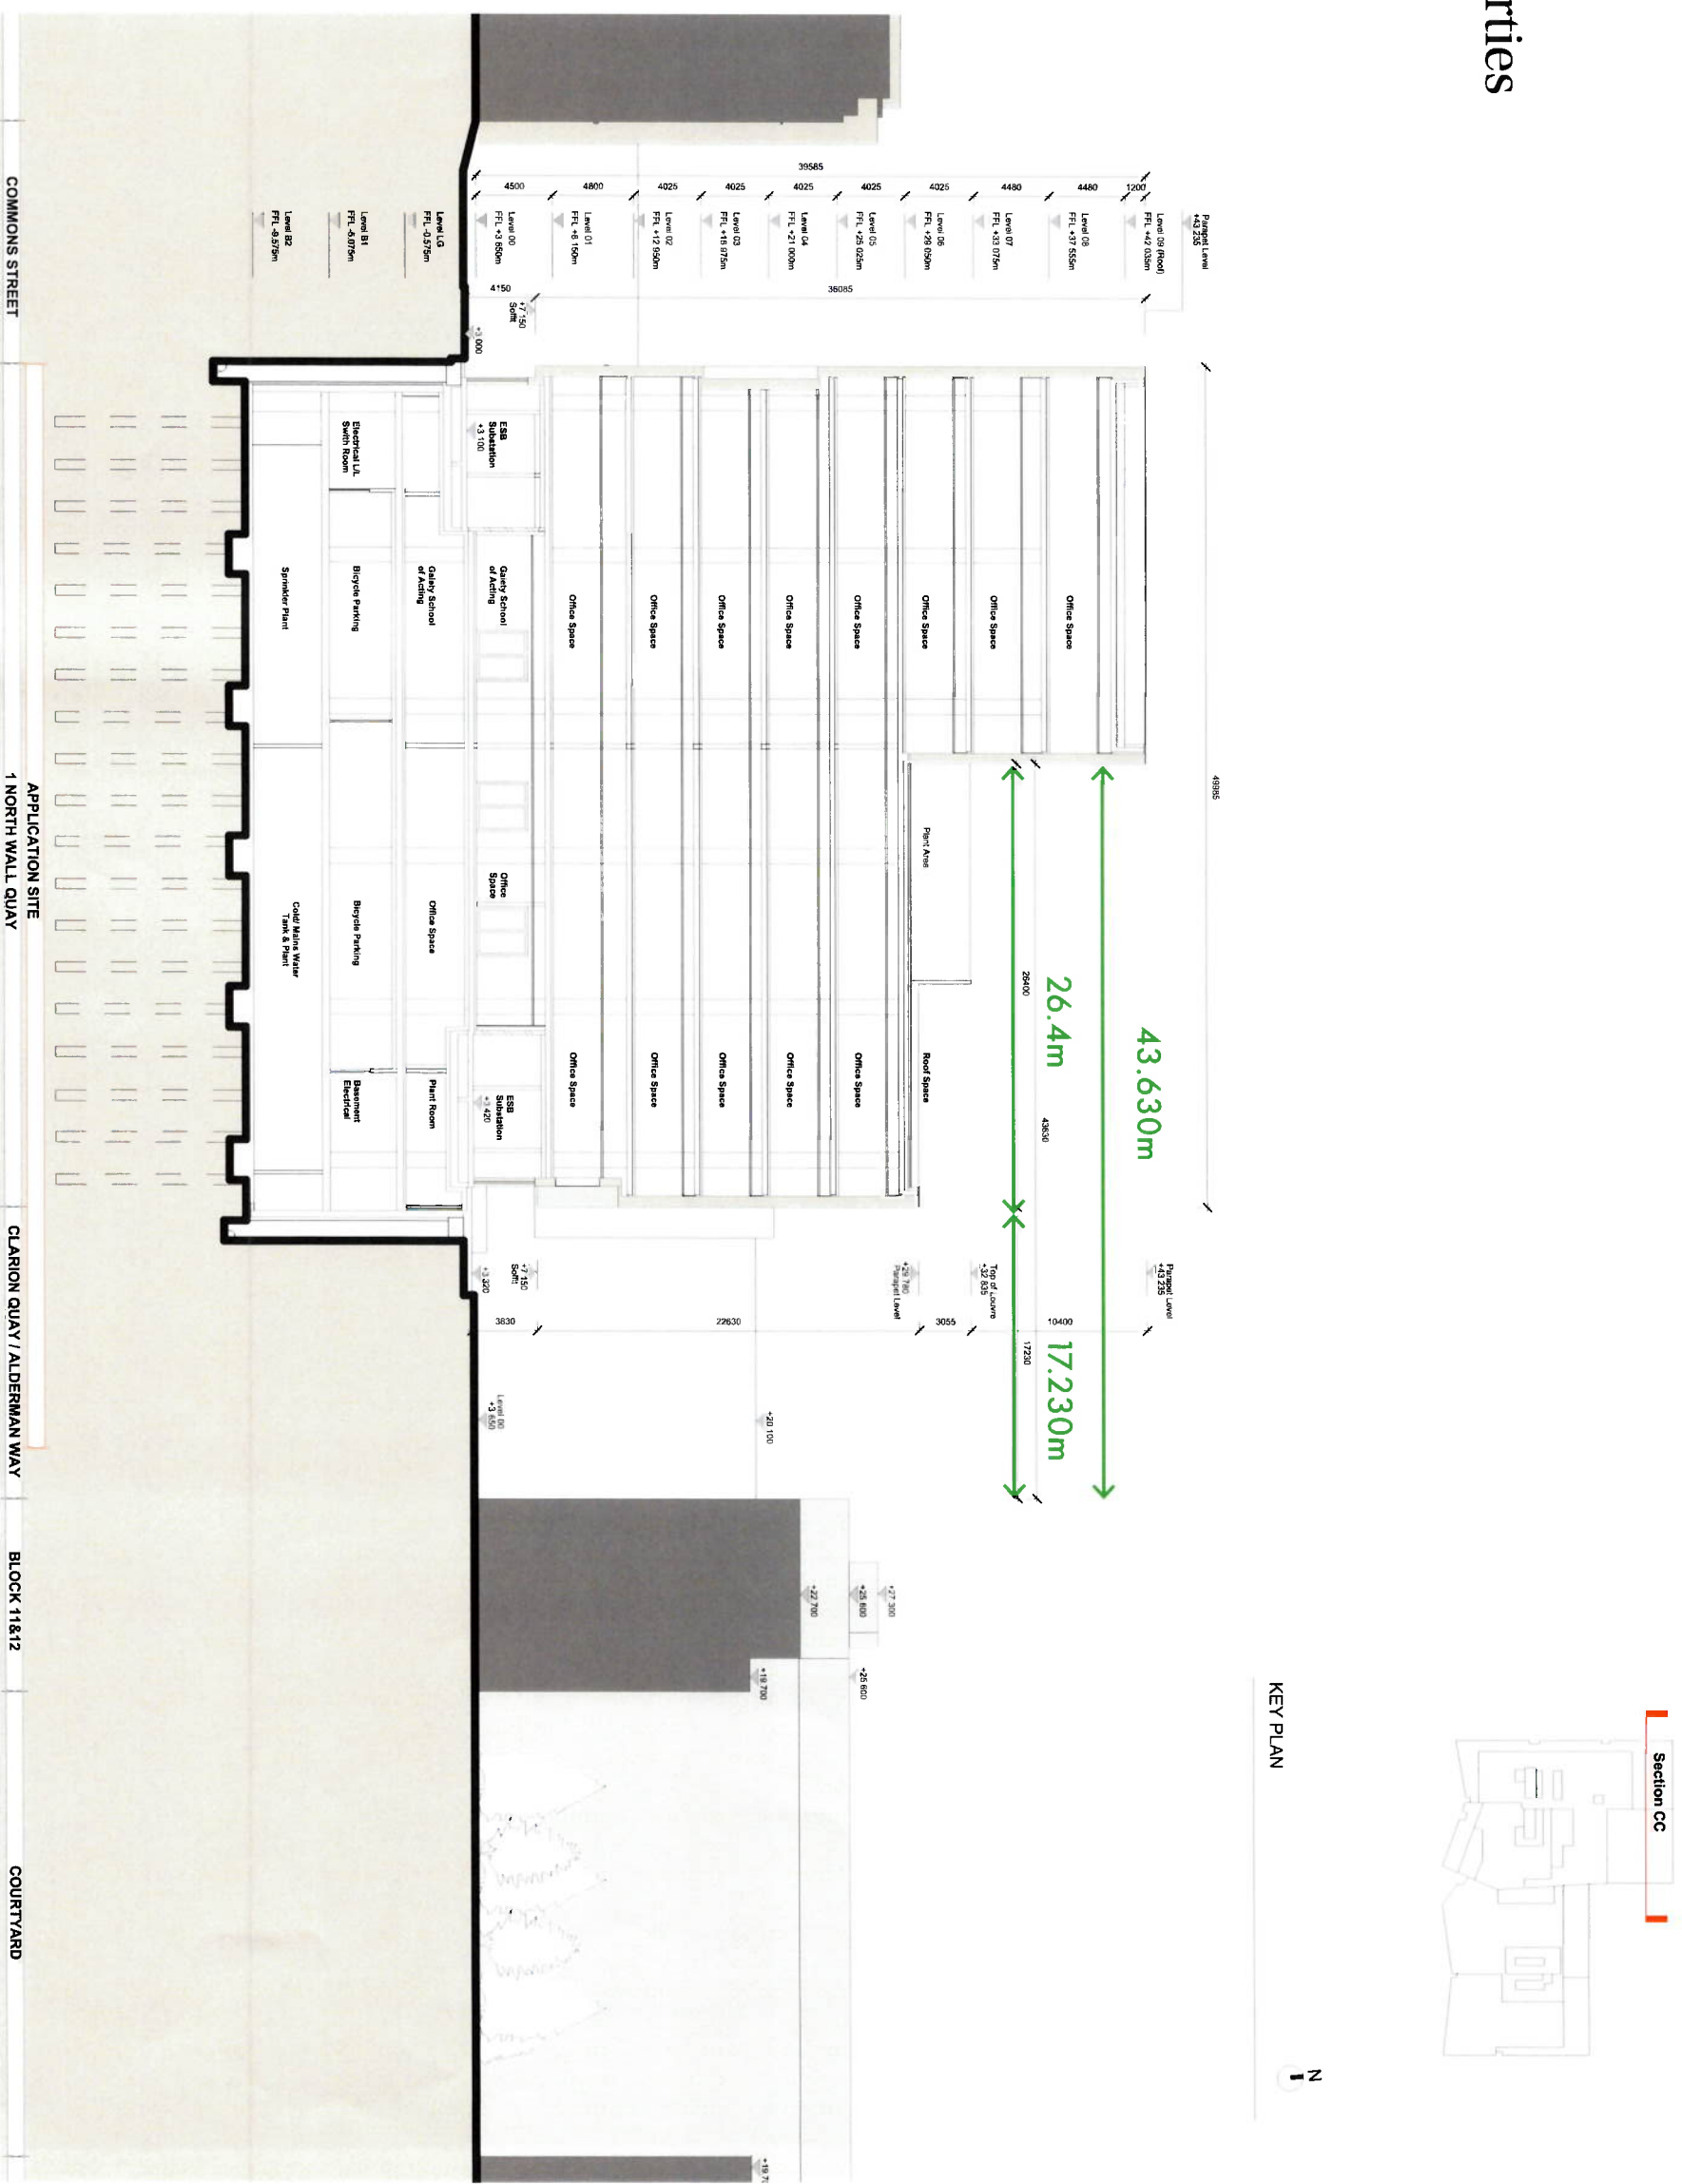 rties
Section CC
KEY PLAN
N
49985
43.630m
26.4m
17.230m
43630
26400
17230
39585
4500
4800
4025
4025
4025
4025
4025
4480
4480
1200
Parapet Level
+43 235
Level 09 (Roof)
FFL +42 035m
Level 08
FFL +37 555m
Level 07
FFL +33 075m
Level 06
FFL +29 050m
Level 05
FFL +25 025m
Level 04
FFL +21 000m
Level 03
FFL +16 975m
Level 02
FFL +12 950m
Level 01
FFL +8 150m
Level 00
FFL +3 650m
Level LG
FFL -0.575m
Level B1
Level B2
FFL -9.575m
4150
36085
+7 150
Soffit
+3 000
Office Space
Office Space
Office Space
Office Space
Office Space
Office Space
Office Space
Office Space
Plant Area
Roof Space
Office Space
Office Space
Office Space
Office Space
Office Space
ESB
Substation
+3 100
Gaiety School
of Acting
Office
Space
ESB
Substation
+3 420
Gaiety School
of Acting
Office Space
Plant Room
Electrical L/L
Swith Room
Bicycle Parking
Bicycle Parking
Basement
Electrical
Sprinkler Plant
Cold/ Mains Water
Tank & Plant
Parapet Level
+43 235
Top of Louvre
+32 835
+29 780
Parapet Level
+7 150
Soffit
+3 320
3830
22630
3055
10400
Level 00
+3 650
+20 100
+27 300
+25 600
+22 700
+25 600
+19 700
COMMONS STREET
APPLICATION SITE
1 NORTH WALL QUAY
CLARION QUAY / ALDERMAN WAY
BLOCK 11&12
COURTYARD